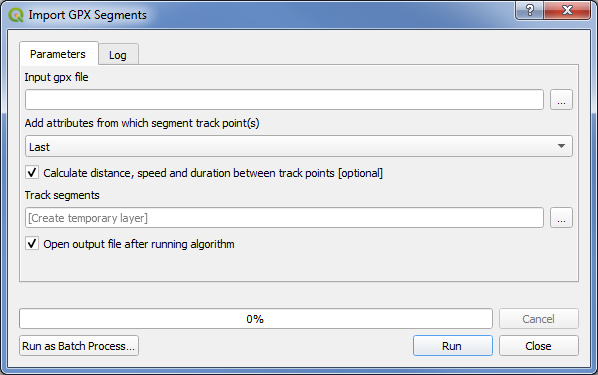 Import GPX Segments
Parameters
Log
Input gpx file
...
Add attributes from which segment track point(s)
Last
Calculate distance, speed and duration between track points [optional]
Track segments
[Create temporary layer]
...
Open output file after running algorithm
0%
Cancel
Run as Batch Process...
Run
Close